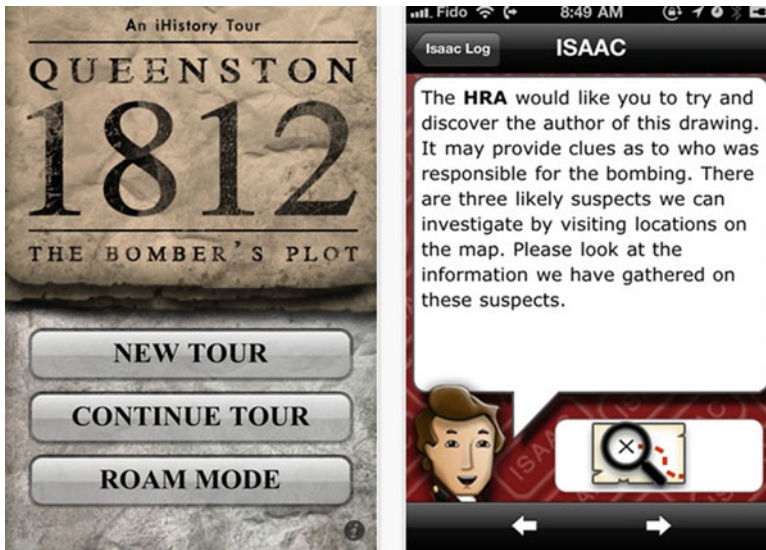 An iHistory Tour
QUEENSTON
1812
THE BOMBER'S PLOT
NEW TOUR
CONTINUE TOUR
ROAM MODE
Fido 8:49 AM
Isaac Log ISAAC
The HRA would like you to try and
discover the author of this drawing.
It may provide clues as to who was
responsible for the bombing. There
are three likely suspects we can
investigate by visiting locations on
the map. Please look at the
information we have gathered on
these suspects.
ISAAC